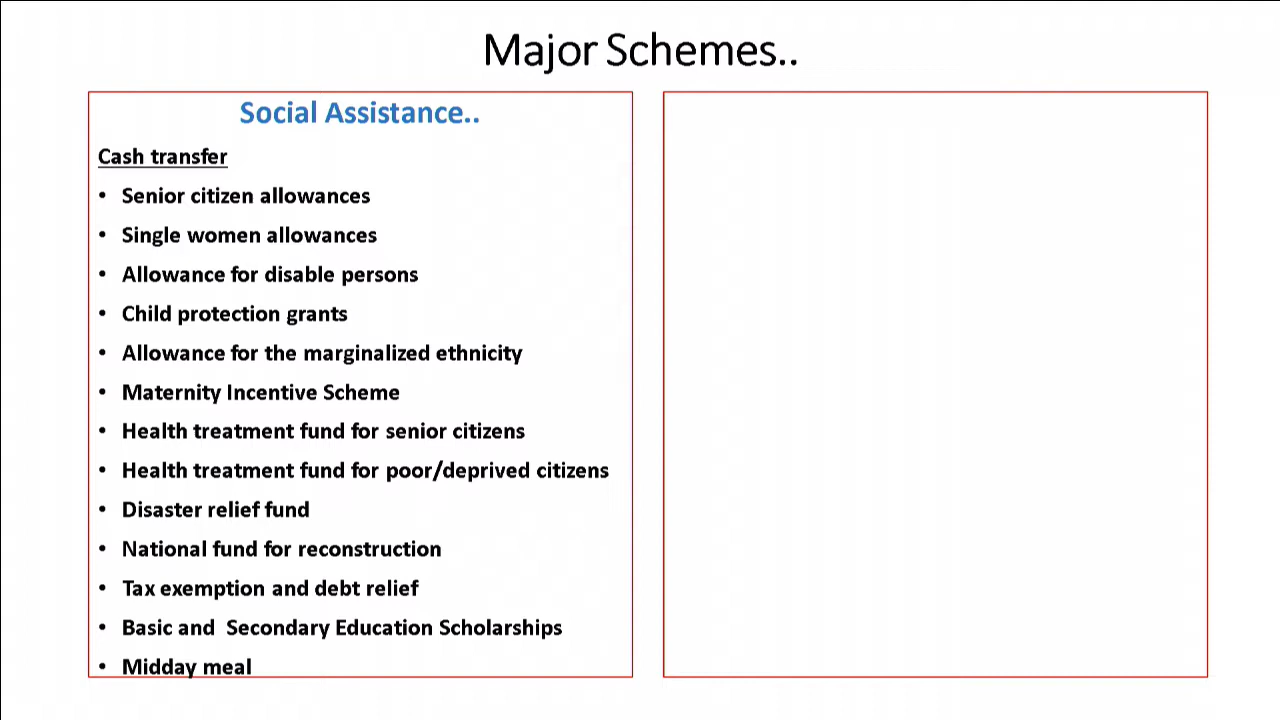 Major Schemes..
Social Assistance..
Cash transfer
• Senior citizen allowances
• Single women allowances
• Allowance for disable persons
• Child protection grants
• Allowance for the marginalized ethnicity
• Maternity Incentive Scheme
• Health treatment fund for senior citizens
• Health treatment fund for poor/deprived citizens
• Disaster relief fund
• National fund for reconstruction
• Tax exemption and debt relief
• Basic and  Secondary Education Scholarships
• Midday meal